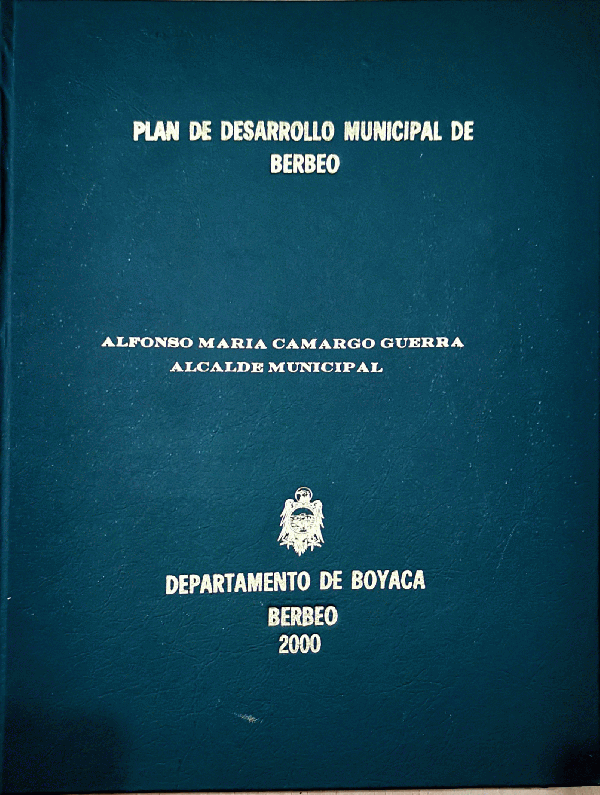 PLAN DE DESARROLLO MUNICIPAL DE
BERBEO
ALFONSO MARIA CAMARGO GUERRA
ALCALDE MUNICIPAL
DEPARTAMENTO DE BOYACA
BERBEO
2000